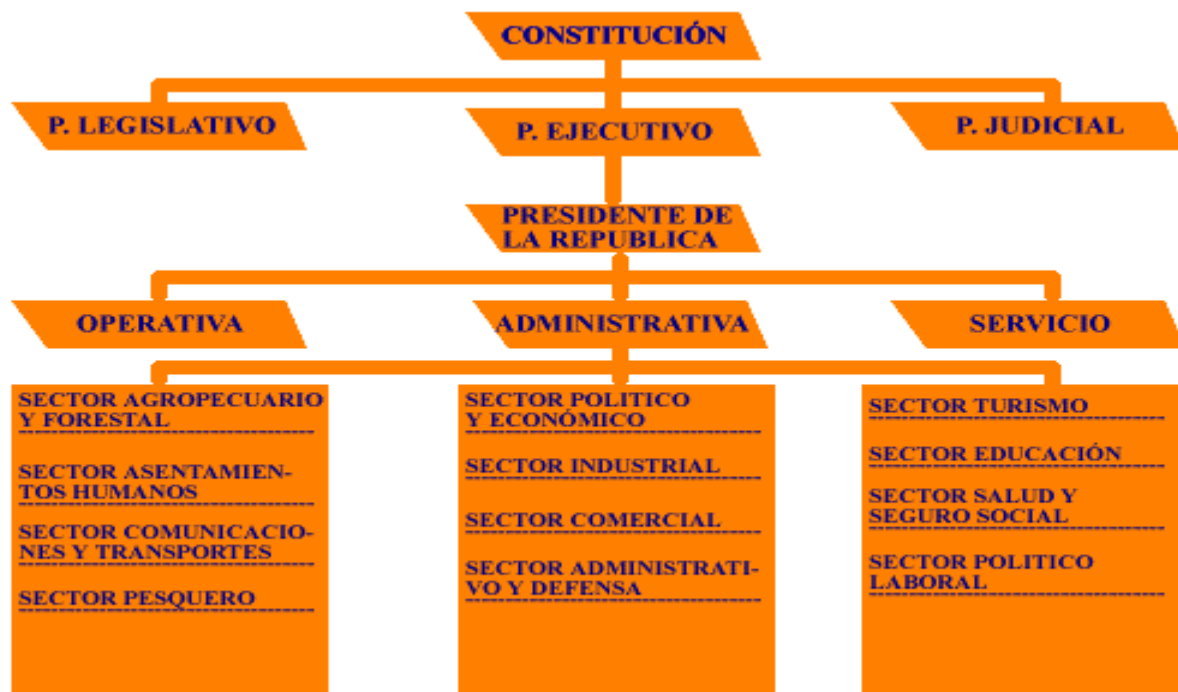 CONSTITUCIÓN
P. LEGISLATIVO
P. EJECUTIVO
P. JUDICIAL
PRESIDENTE DE
LA REPUBLICA
OPERATIVA
ADMINISTRATIVA
SERVICIO
SECTOR AGROPECUARIO
Y FORESTAL
SECTOR ASENTAMIEN-
TOS HUMANOS
SECTOR COMUNICACIO-
NES Y TRANSPORTES
SECTOR PESQUERO
SECTOR POLITICO
Y ECONÓMICO
SECTOR INDUSTRIAL
SECTOR COMERCIAL
SECTOR ADMINISTRATI-
VO Y DEFENSA
SECTOR TURISMO
SECTOR EDUCACIÓN
SECTOR SALUD Y
SEGURO SOCIAL
SECTOR POLITICO
LABORAL